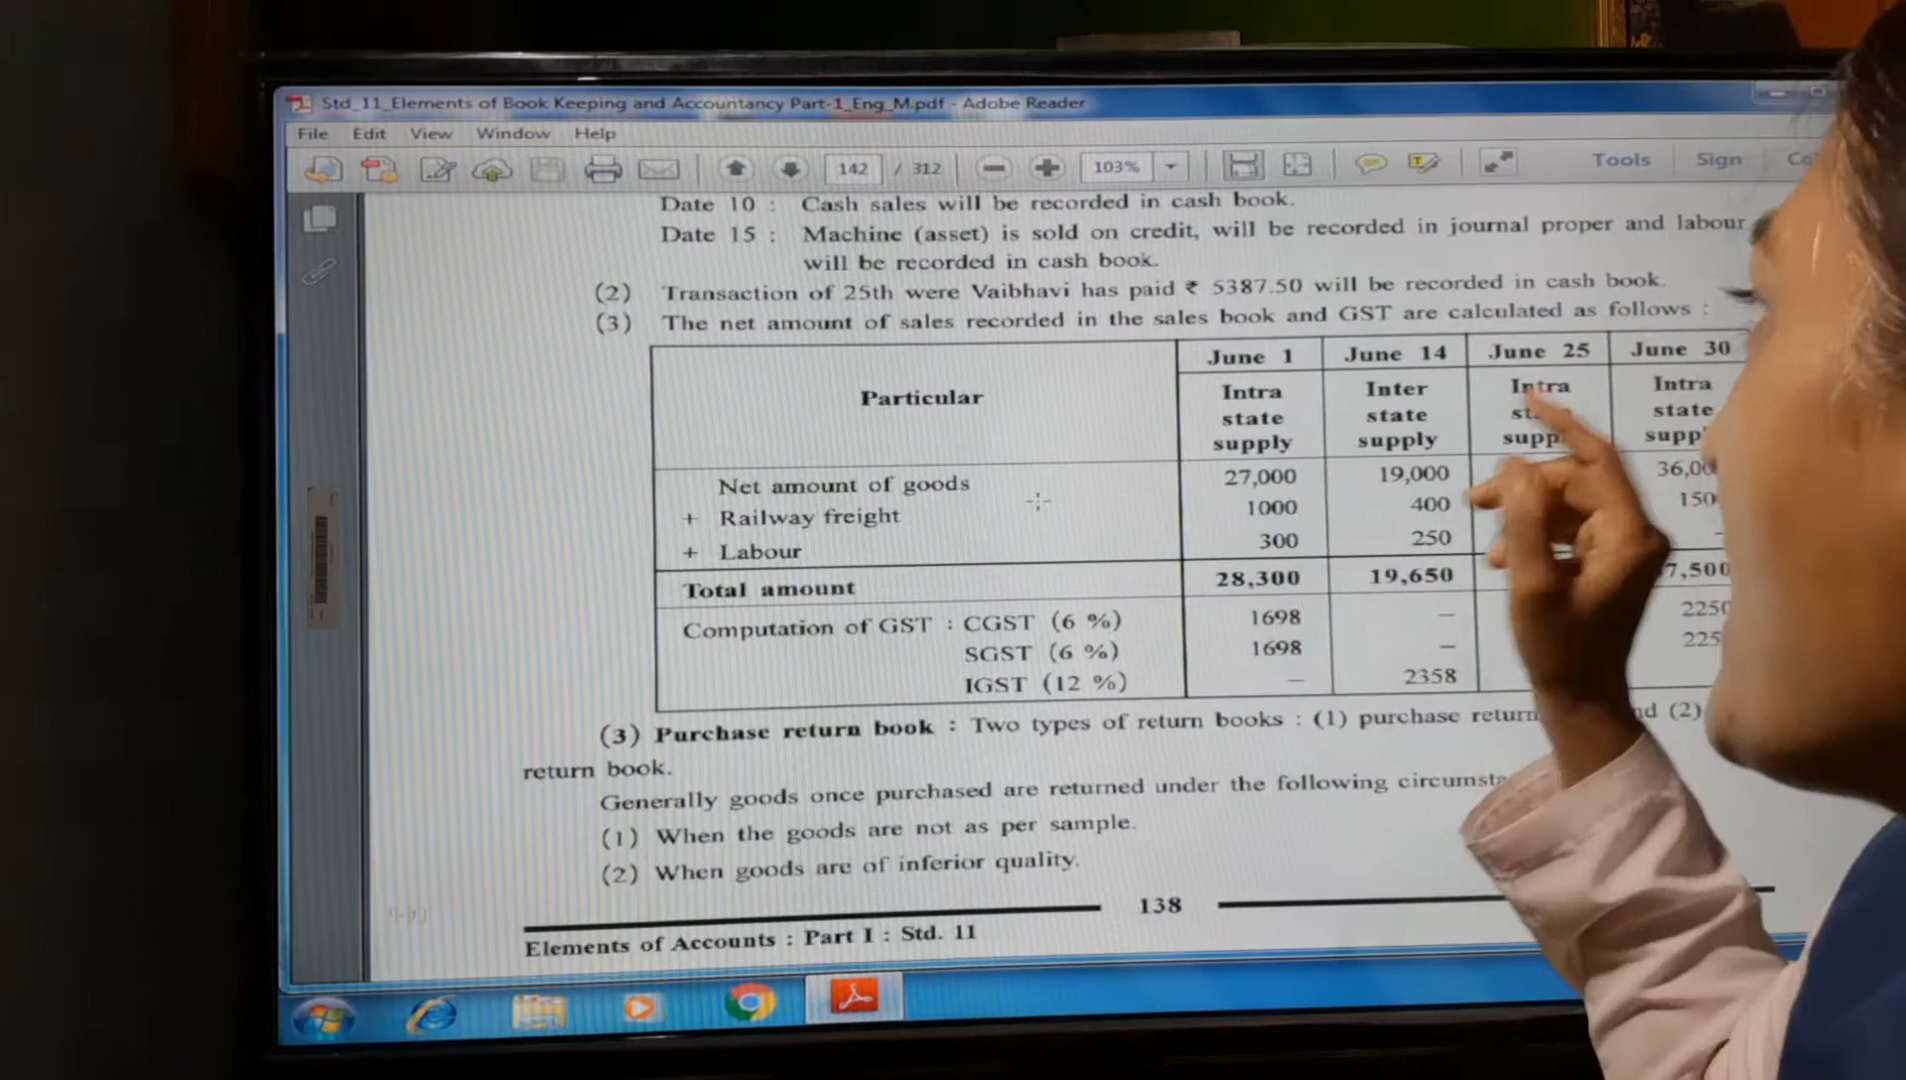 Std_11_Elements of Book Keeping and Accountancy Part-1_Eng_M.pdf - Adobe Reader
File Edit View Window Help
142 / 312 103% Tools Sign
Date 10 : Cash sales will be recorded in cash book.
Date 15 : Machine (asset) is sold on credit, will be recorded in journal proper and labour
will be recorded in cash book.
(2) Transaction of 25th were Vaibhavi has paid ₹ 5387.50 will be recorded in cash book.
(3) The net amount of sales recorded in the sales book and GST are calculated as follows :
Particular
June 1 June 14 June 25 June 30
Intra Inter Intra Intra
state state state
supply supply
Net amount of goods 27,000 19,000
+ Railway freight 1000 400
+ Labour 300 250 –
Total amount 28,300 19,650
Computation of GST : CGST (6 %) 1698 –
SGST (6 %) 1698 –
IGST (12 %) – 2358
(3) Purchase return book : Two types of return books : (1) purchase return (2)
return book.
Generally goods once purchased are returned under the following
(1) When the goods are not as per sample.
(2) When goods are of inferior quality.
138
Elements of Accounts : Part I : Std. 11